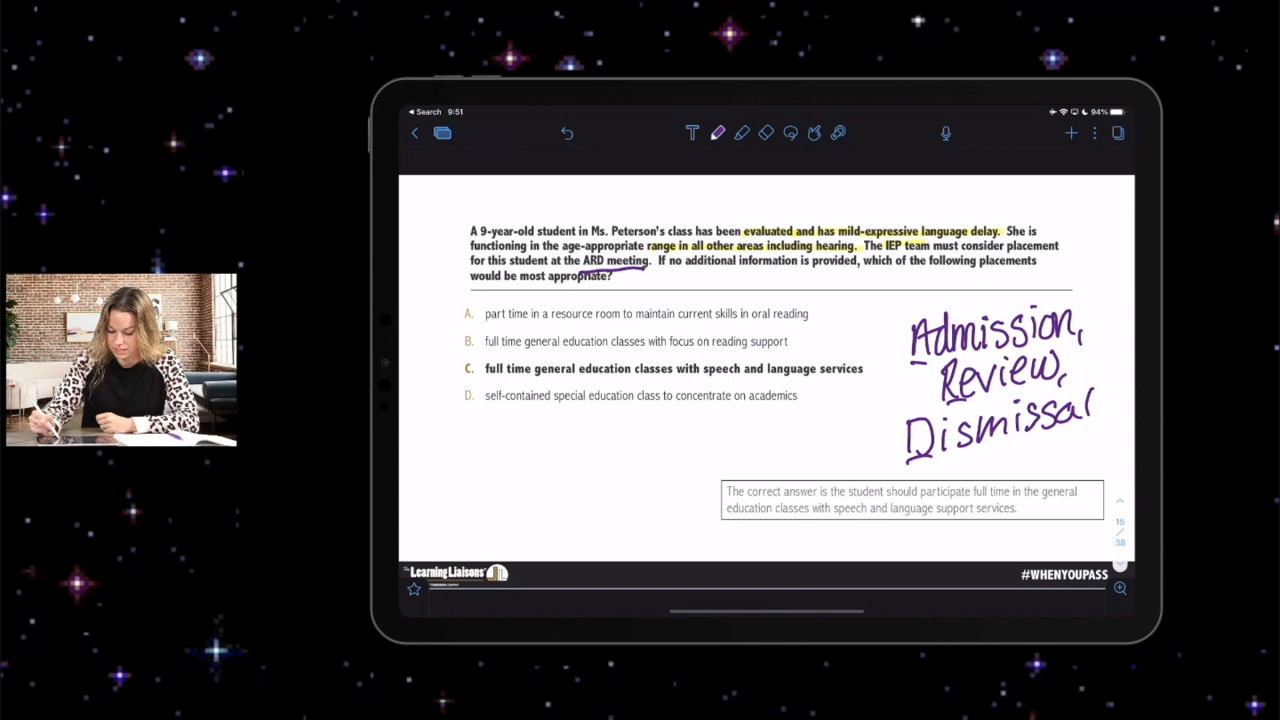 Search 9:51
94%
A 9-year-old student in Ms. Peterson's class has been evaluated and has mild-expressive language delay. She is
functioning in the age-appropriate range in all other areas including hearing. The IEP team must consider placement
for this student at the ARD meeting. If no additional information is provided, which of the following placements
would be most appropriate?
A. part time in a resource room to maintain current skills in oral reading
B. full time general education classes with focus on reading support
C. full time general education classes with speech and language services
D. self-contained special education class to concentrate on academics
Admission,
Review,
Dismissal
The correct answer is the student should participate full time in the general
education classes with speech and language support services.
15
/
38
The Learning Liaisons
#WHENYOUPASS